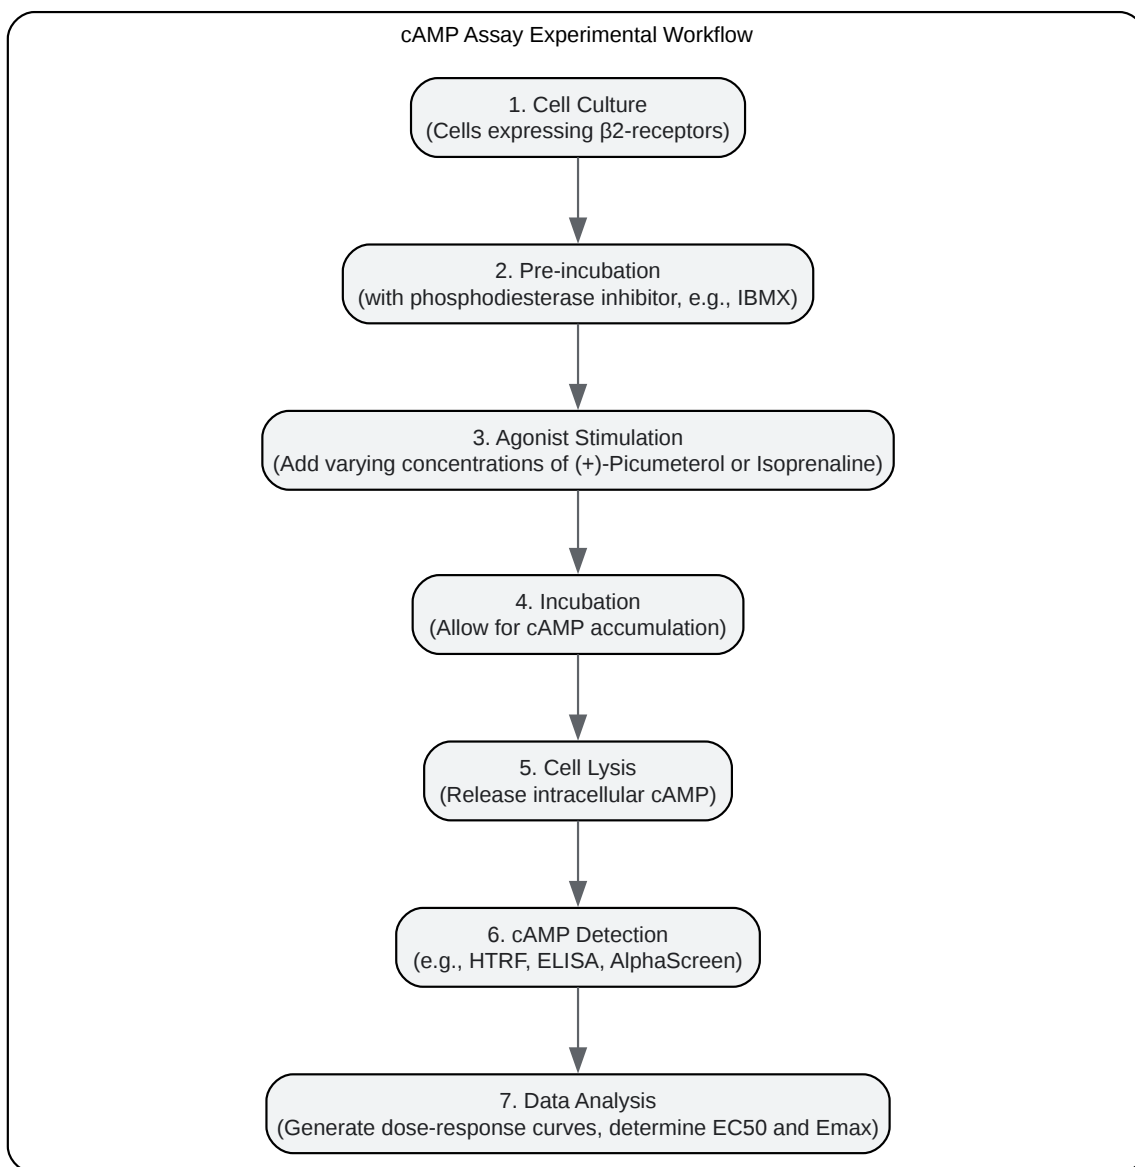 cAMP Assay Experimental Workflow
1. Cell Culture
(Cells expressing β2-receptors)
2. Pre-incubation
(with phosphodiesterase inhibitor, e.g., IBMX)
3. Agonist Stimulation
(Add varying concentrations of (+)-Picumeterol or Isoprenaline)
4. Incubation
(Allow for cAMP accumulation)
5. Cell Lysis
(Release intracellular cAMP)
6. cAMP Detection
(e.g., HTRF, ELISA, AlphaScreen)
7. Data Analysis
(Generate dose-response curves, determine EC50 and Emax)